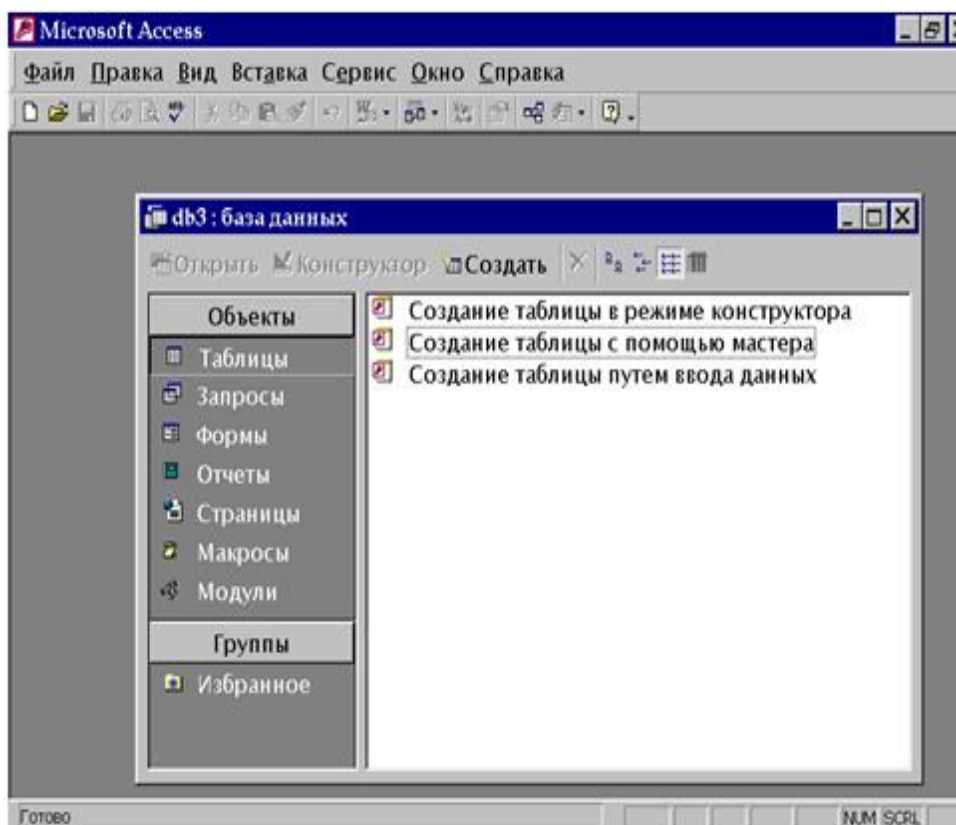 Microsoft Access
Файл Правка Вид Вставка Сервис Окно Справка
db3 : база данных
Открыть Конструктор Создать
Объекты
Таблицы
Запросы
Формы
Отчеты
Страницы
Макросы
Модули
Группы
Избранное
Создание таблицы в режиме конструктора
Создание таблицы с помощью мастера
Создание таблицы путем ввода данных
Готово NUM SCRL